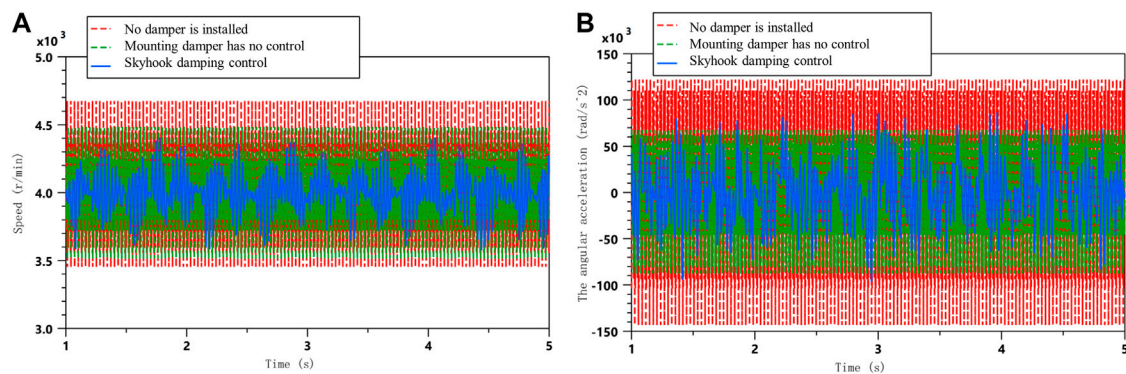 A
No damper is installed
Mounting damper has no control
Skyhook damping control
×10³
5.0
4.5
4.0
3.5
3.0
Speed (r/min)
1 2 3 4 5
Time (s)
B
No damper is installed
Mounting damper has no control
Skyhook damping control
×10³
150
100
50
0
-50
-100
-150
The angular acceleration (rad/s^2)
1 2 3 4 5
Time (s)